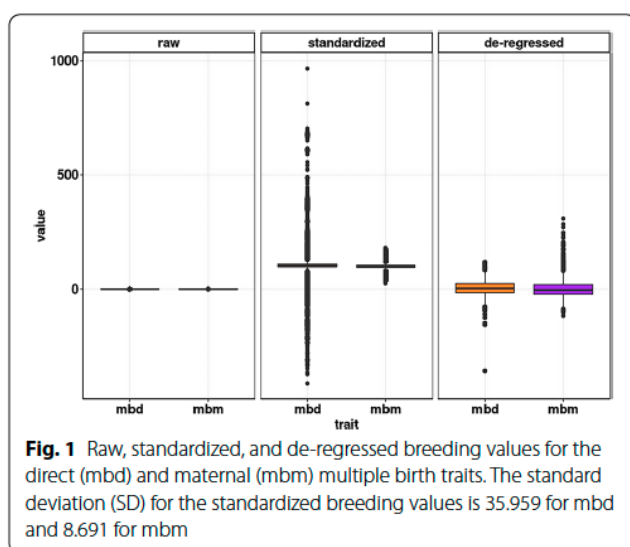 raw
standardized
de-regressed
1000
500
0
value
mbd
mbm
mbd
mbm
mbd
mbm
trait
Fig. 1 Raw, standardized, and de-regressed breeding values for the
direct (mbd) and maternal (mbm) multiple birth traits. The standard
deviation (SD) for the standardized breeding values is 35.959 for mbd
and 8.691 for mbm